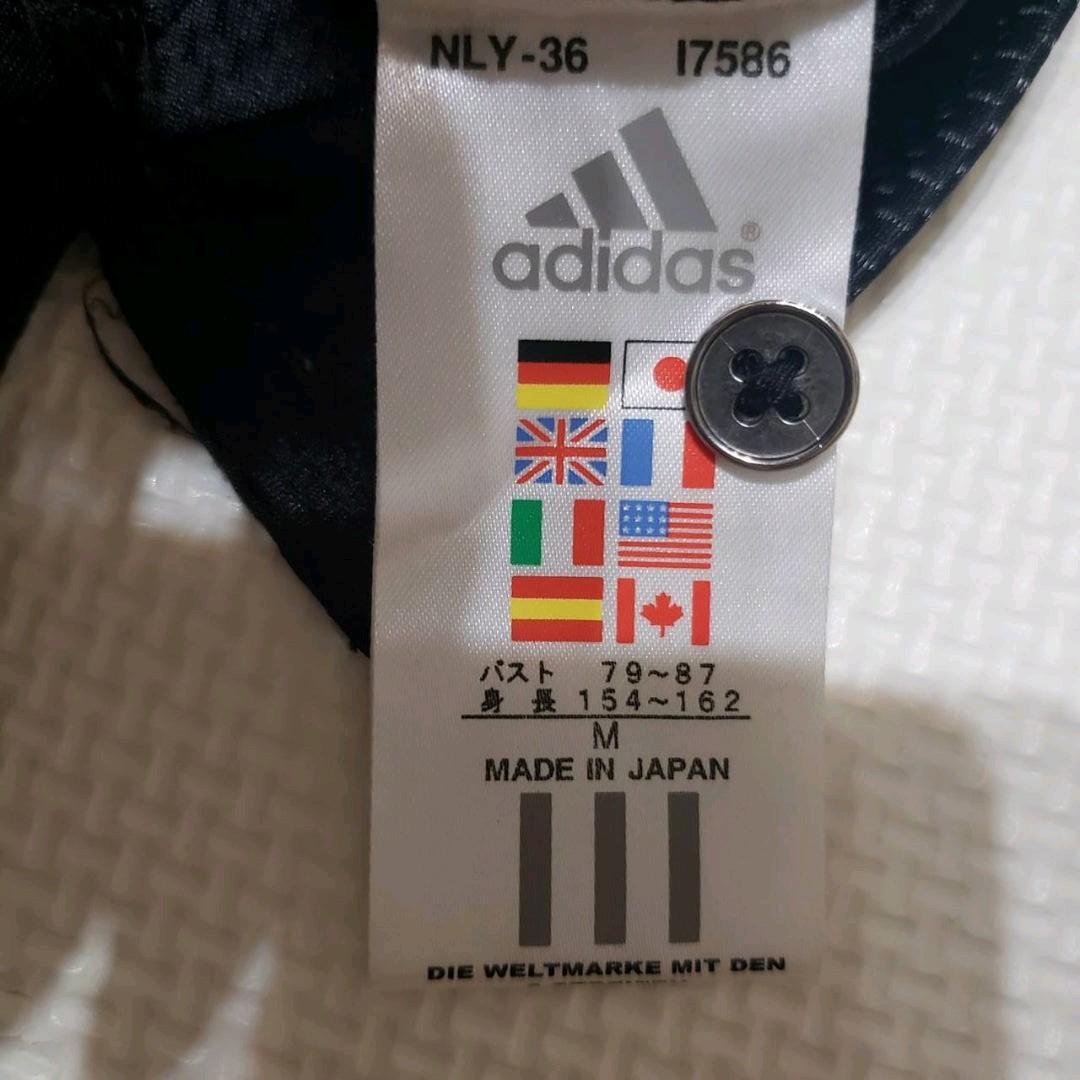 NLY-36 I7586
adidas®
バスト 79~87
身長 154~162
M
MADE IN JAPAN
DIE WELTMARKE MIT DEN